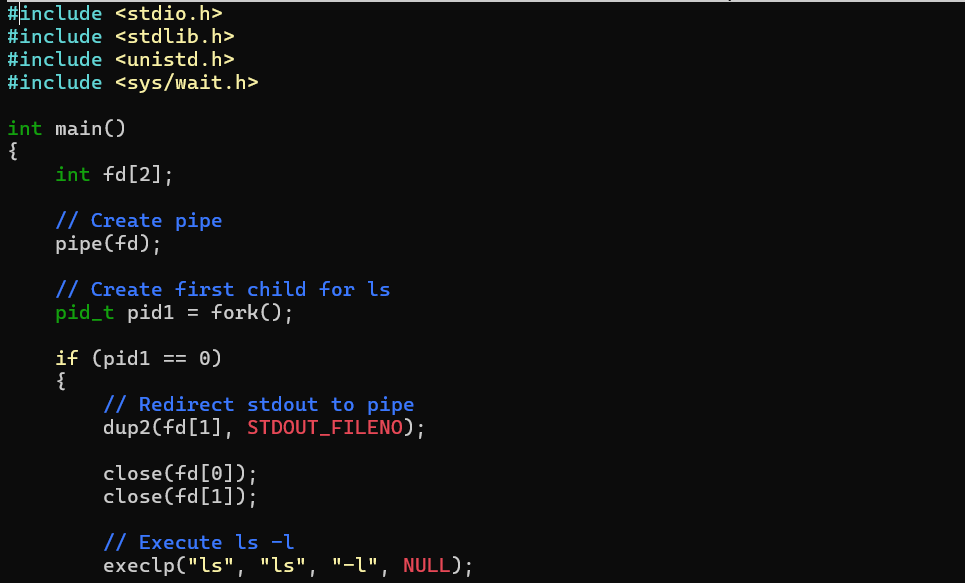 #include <stdio.h>
#include <stdlib.h>
#include <unistd.h>
#include <sys/wait.h>

int main()
{
    int fd[2];

    // Create pipe
    pipe(fd);

    // Create first child for ls
    pid_t pid1 = fork();

    if (pid1 == 0)
    {
        // Redirect stdout to pipe
        dup2(fd[1], STDOUT_FILENO);

        close(fd[0]);
        close(fd[1]);

        // Execute ls -l
        execlp("ls", "ls", "-l", NULL);